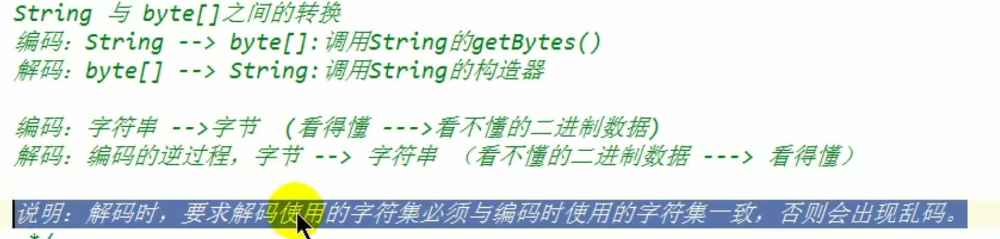 String 与 byte[]之间的转换
编码：String --> byte[]:调用String的getBytes()
解码：byte[] --> String:调用String的构造器
编码：字符串 -->字节 (看得懂 --->看不懂的二进制数据)
解码：编码的逆过程，字节 --> 字符串 （看不懂的二进制数据 ---> 看得懂）
说明：解码时，要求解码使用的字符集必须与编码时使用的字符集一致，否则会出现乱码。
*/